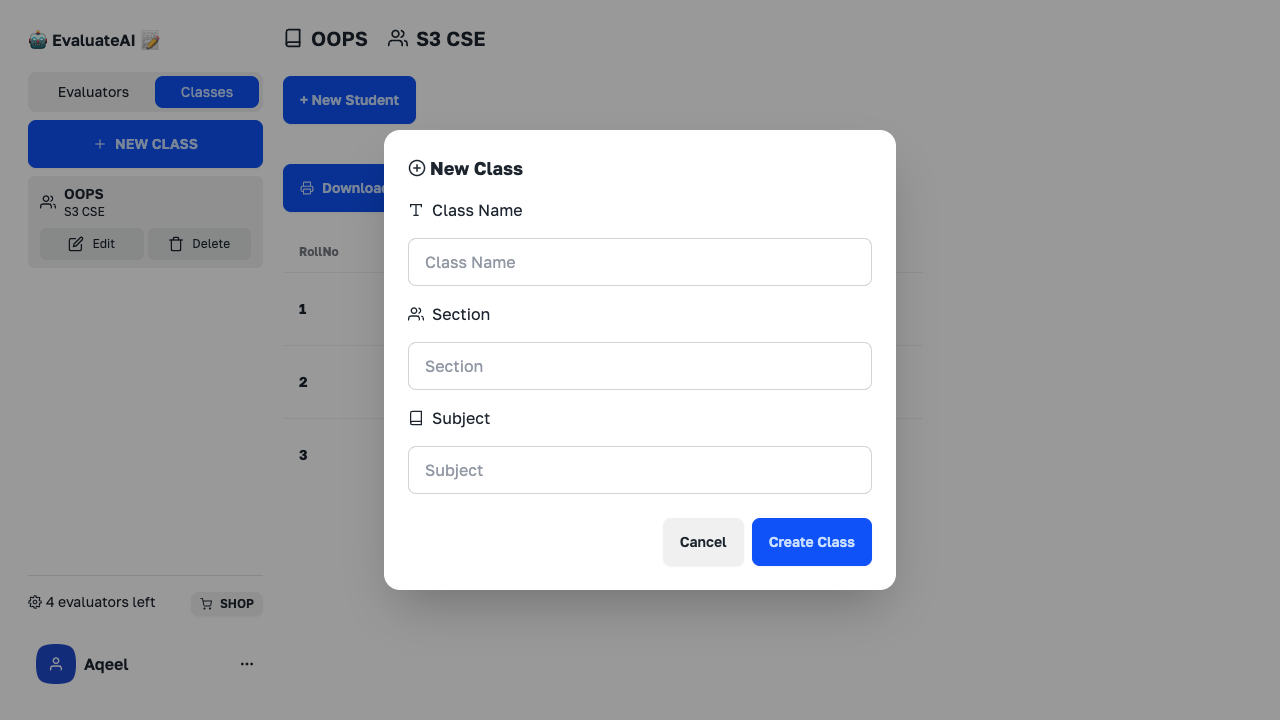 EvaluateAI
Evaluators
Classes
NEW CLASS
OOPS
S3 CSE
Edit
Delete
4 evaluators left
SHOP
Aqeel
OOPS
S3 CSE
+ New Student
RollNo
1
2
3
New Class
Class Name
Class Name
Section
Section
Subject
Subject
Cancel
Create Class